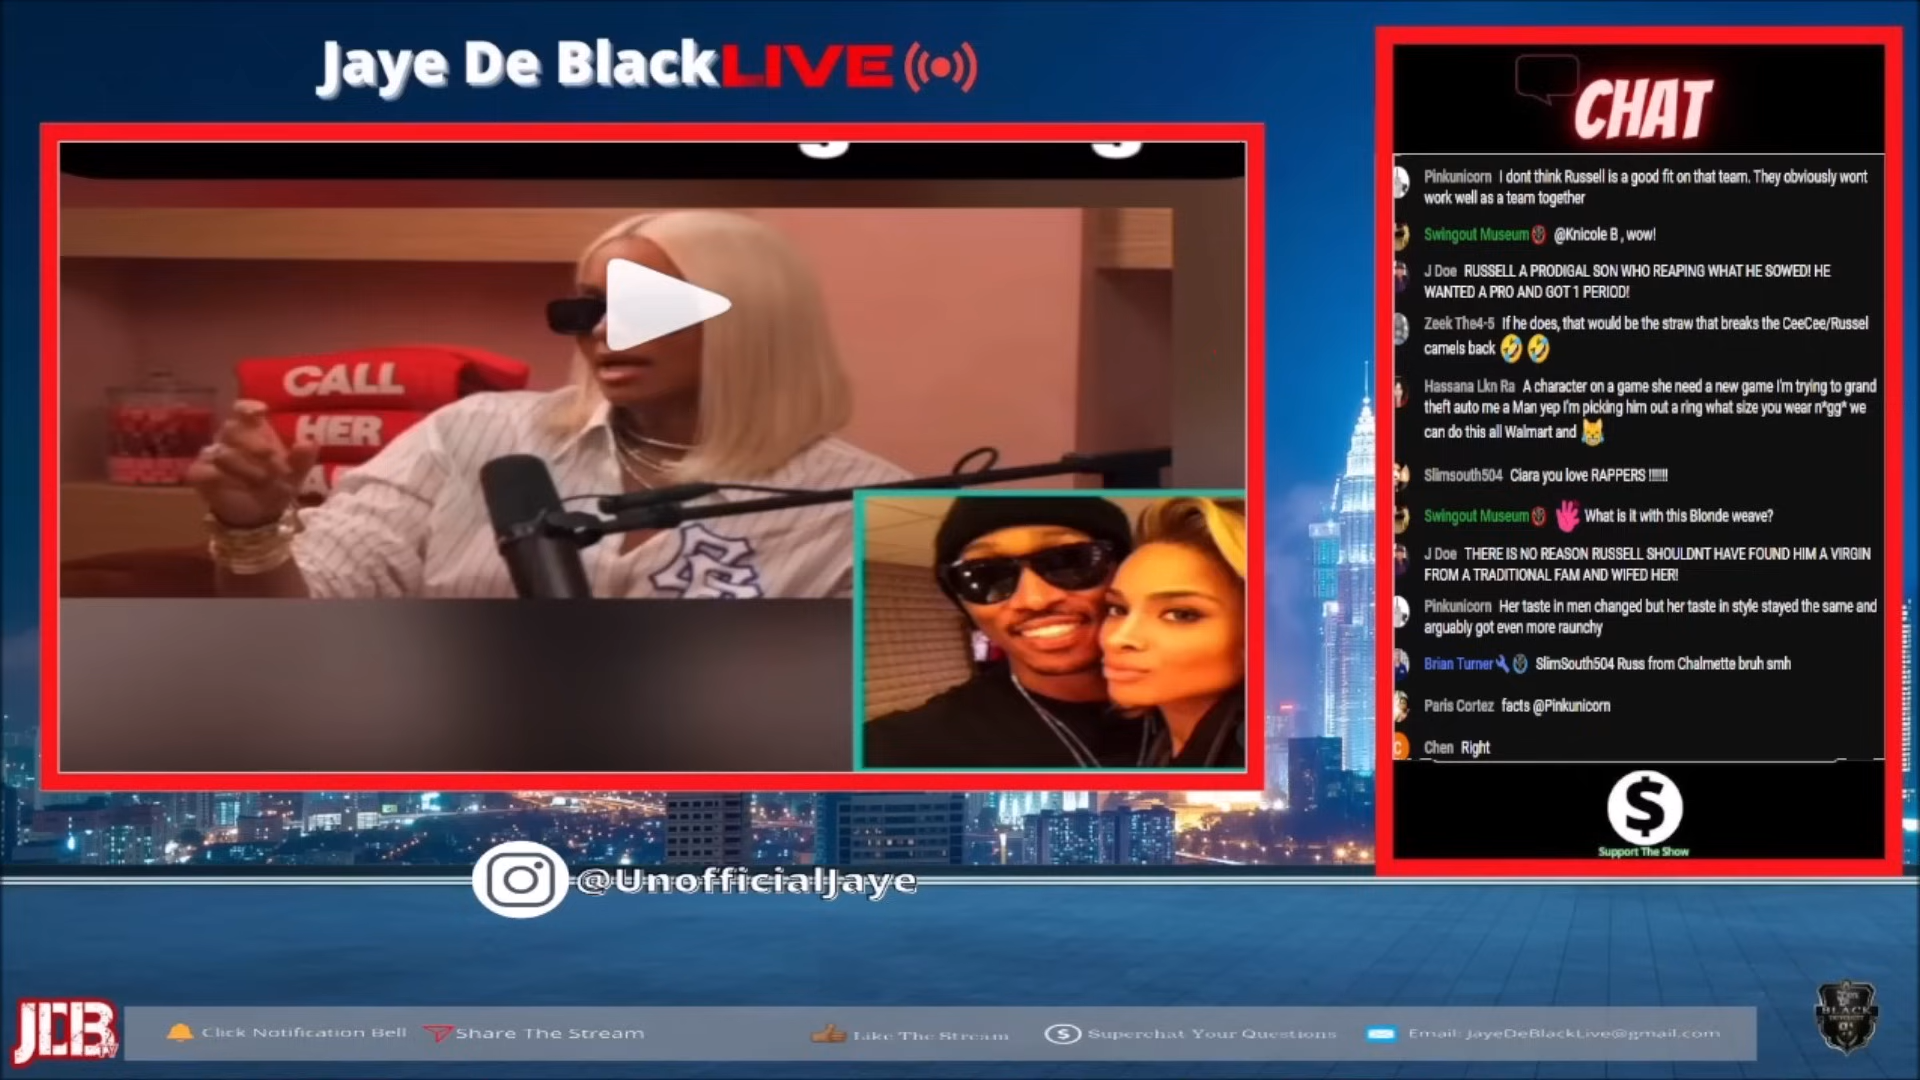 Jaye De Black LIVE
CALL
HER
CHAT
Pinkunicorn I dont think Russell is a good fit on that team. They obviously wont
work well as a team together
Swingout Museum @Knicole B , wow!
J Doe RUSSELL A PRODIGAL SON WHO REAPING WHAT HE SOWED! HE
WANTED A PRO AND GOT 1 PERIOD!
Zeek The4-5 If he does, that would be the straw that breaks the CeeCee/Russel
camels back 🤣 🤣
Hassana Lkn Ra A character on a game she need a new game I'm trying to grand
theft auto me a Man yep I'm picking him out a ring what size you wear n*gg* we
can do this all Walmart and 😹
Slimsouth504 Ciara you love RAPPERS !!!!!!!
Swingout Museum What is it with this Blonde weave?
J Doe THERE IS NO REASON RUSSELL SHOULDNT HAVE FOUND HIM A VIRGIN
FROM A TRADITIONAL FAM AND WIFED HER!
Pinkunicorn Her taste in men changed but her taste in style stayed the same and
arguably got even more raunchy
Brian Turner SlimSouth504 Russ from Chalmette bruh smh
Paris Cortez facts @Pinkunicorn
C Chen Right
$
Support The Show
@UnofficialJaye
JDB TV
Click Notification Bell Share The Stream Like The Stream Superchat Your Questions Email: JayeDeBlackLive@gmail.com
BLACK